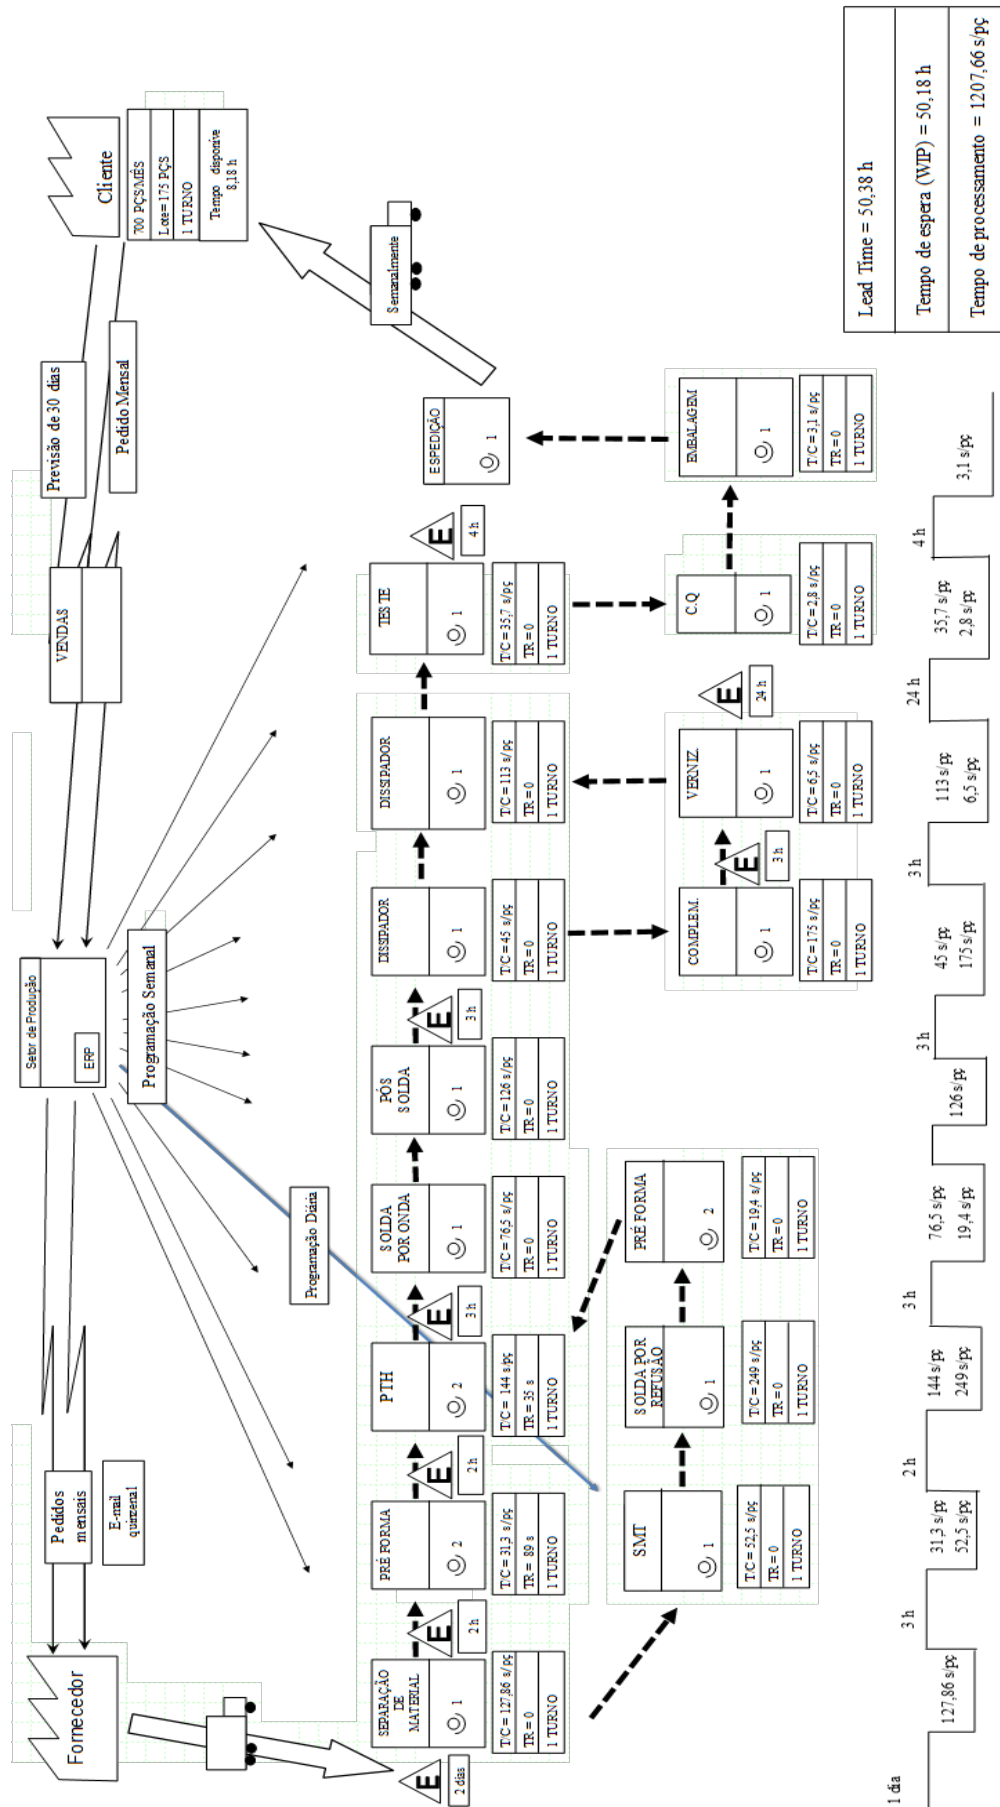 Fornecedor
Pedidos
mensais
E-mail
quinzenal
Setor de Produção
ERP
VENDAS
Previsão de 30 dias
Pedido Mensal
Cliente
700 PÇS/MÊS
Lote= 175 PÇS
1 TURNO
Tempo disponíve
8,18 h
Semanalmente
Programação Semanal
Programação Diária
E
2 dias
SEPARAÇÃO
DE
MATERIAL
1
T/C= 127,86 s/pç
TR = 0
1 TURNO
E
2 h
PRÉ FORMA
2
T/C = 31,3 s/pç
TR = 89 s
1 TURNO
E
2 h
PTH
2
T/C = 144 s/pç
TR = 35 s
1 TURNO
E
3 h
SOLDA
POR ONDA
1
T/C= 76,5 s/pç
TR = 0
1 TURNO
PÓS
SOLDA
1
T/C = 126 s/pç
TR = 0
1 TURNO
E
3 h
DISSIPADOR
1
T/C = 45 s/pç
TR = 0
1 TURNO
DISSIPADOR
1
T/C = 113 s/pç
TR = 0
1 TURNO
TESTE
1
T/C = 35,7 s/pç
TR = 0
1 TURNO
E
4 h
ESPEDIÇÃO
1
SMT
1
T/C = 52,5 s/pç
TR = 0
1 TURNO
SOLDA POR
REFUSÃO
1
T/C = 249 s/pç
TR = 0
1 TURNO
PRÉ FORMA
2
T/C = 19,4 s/pç
TR = 0
1 TURNO
COMPLEM.
1
T/C = 175 s/pç
TR = 0
1 TURNO
E
3 h
VERNIZ.
1
T/C = 6,5 s/pç
TR = 0
1 TURNO
E
24 h
C.Q
1
T/C = 2,8 s/pç
TR = 0
1 TURNO
EMBALAGEM
1
T/C = 3,1 s/pç
TR = 0
1 TURNO
1 dia
127,86 s/pç
3 h
31,3 s/pç
52,5 s/pç
2 h
144 s/pç
249 s/pç
3 h
76,5 s/pç
19,4 s/pç
126 s/pç
3 h
45 s/pç
175 s/pç
3 h
113 s/pç
6,5 s/pç
24 h
35,7 s/pç
2,8 s/pç
4 h
3,1 s/pç
Lead Time = 50,38 h
Tempo de espera (WIP) = 50,18 h
Tempo de processamento = 1207,66 s/pç